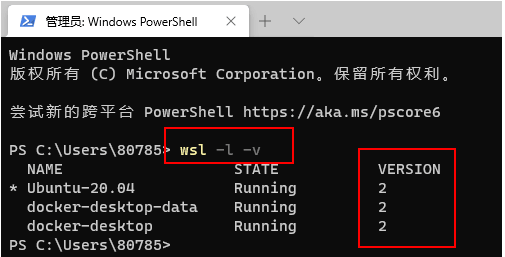 管理员: Windows PowerShell
Windows PowerShell
版权所有 (C) Microsoft Corporation。保留所有权利。
尝试新的跨平台 PowerShell https://aka.ms/pscore6
PS C:\Users\80785> wsl -l -v
NAME STATE VERSION
* Ubuntu-20.04 Running 2
docker-desktop-data Running 2
docker-desktop Running 2
PS C:\Users\80785>